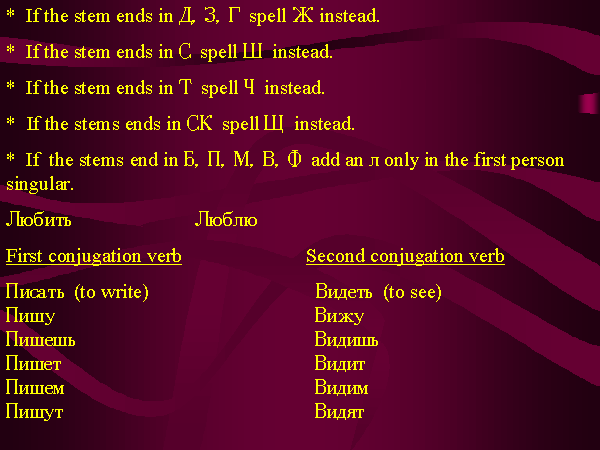 * If the stem ends in Д, З, Г spell Ж instead.
* If the stem ends in С spell Ш instead.
* If the stem ends in Т spell Ч instead.
* If the stems ends in СК spell Щ instead.
* If the stems end in Б, П, М, В, Ф add an л only in the first person
singular.
Любить Люблю
First conjugation verb Second conjugation verb
Писать (to write) Видеть (to see)
Пишу Вижу
Пишешь Видишь
Пишет Видит
Пишем Видим
Пишут Видят